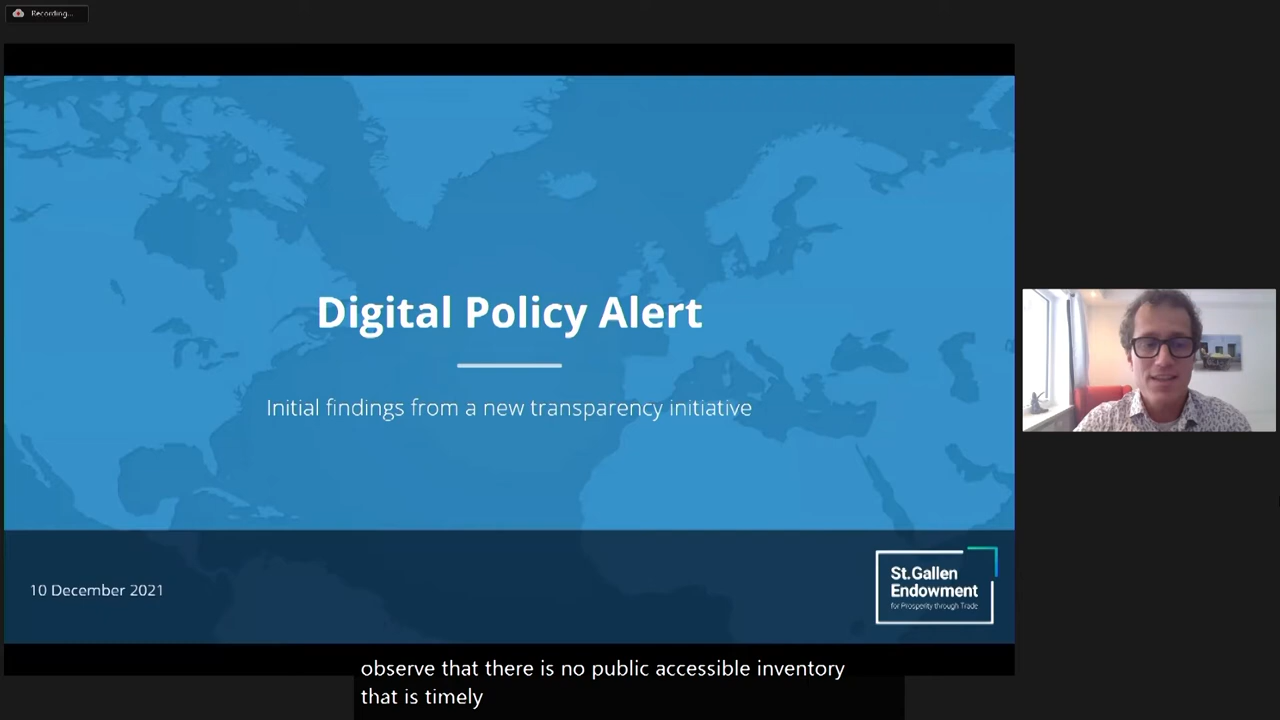 Recording...
Digital Policy Alert
Initial findings from a new transparency initiative
10 December 2021
St.Gallen
Endowment
for Prosperity through Trade
observe that there is no public accessible inventory
that is timely